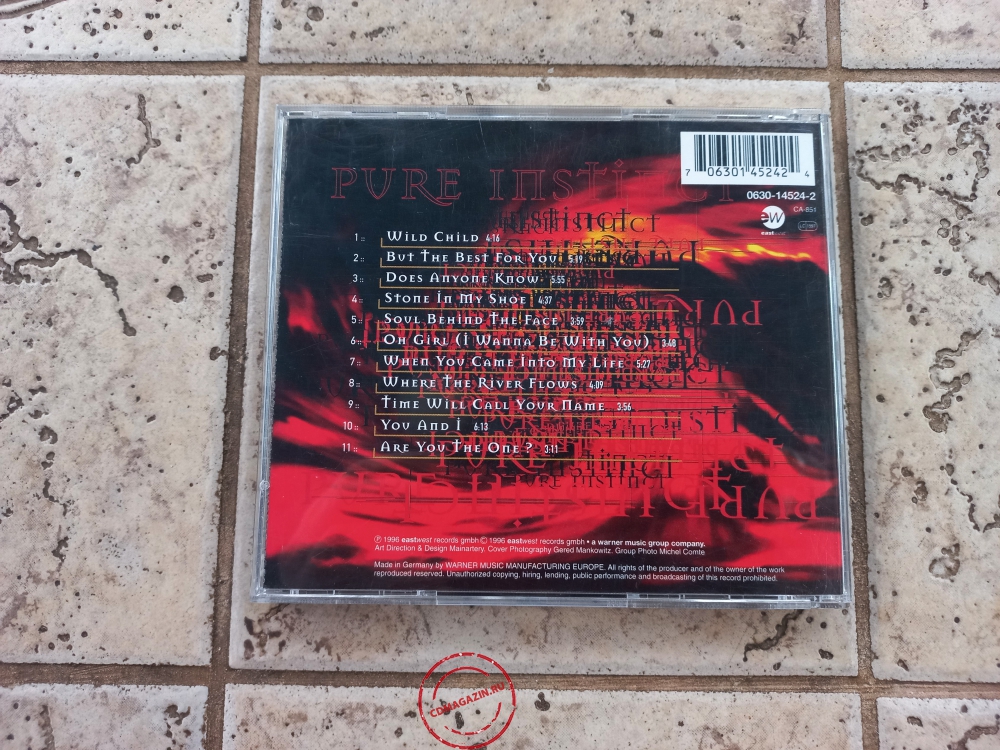 PURE INSTINCT
7 06301 45242 4
0630-14524-2
CA 851
ew
east
1:: WILD CHILD 4:16
2:: BUT THE BEST FOR YOU
3:: DOES ANYONE KNOW 5:55
4:: STONE IN MY SHOE 4:37
5:: SOUL BEHIND THE FACE 3:59
6:: OH GIRL (I WANNA BE WITH YOU) 3:48
7:: WHEN YOU CAME INTO MY LIFE 5:27
8:: WHERE THE RIVER FLOWS 4:09
9:: TIME WILL CALL YOUR NAME 3:56
10:: YOU AND I 6:13
11:: ARE YOU THE ONE? 3:11
℗ 1996 eastwest records gmbh © 1996 eastwest records gmbh • a warner music group company.
Art Direction & Design Mainartery. Cover Photography Gered Mankowitz. Group Photo Michel Comte
Made in Germany by WARNER MUSIC MANUFACTURING EUROPE. All rights of the producer and of the owner of the work
reproduced reserved. Unauthorized copying, hiring, lending, public performance and broadcasting of this record prohibited.
CDMAGAZIN.RU